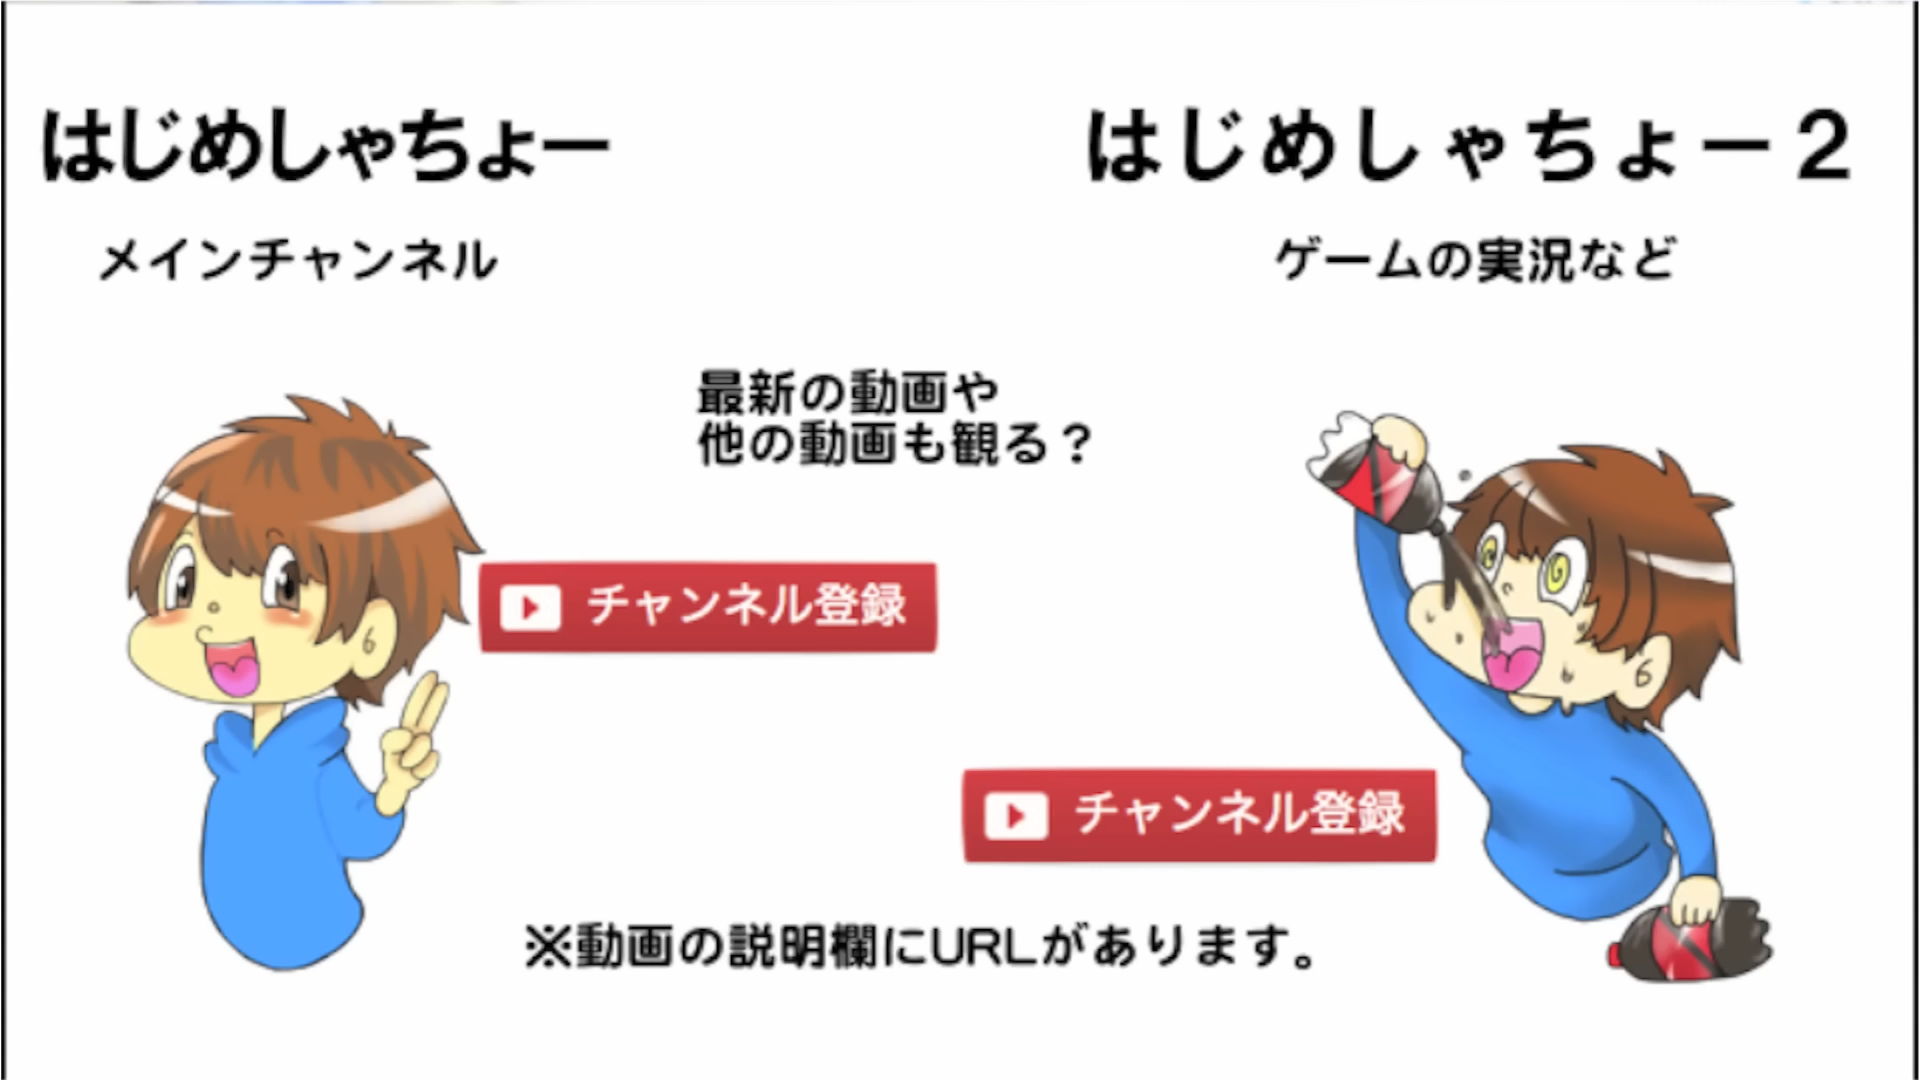 はじめしゃちょー
メインチャンネル
はじめしゃちょー２
ゲームの実況など
最新の動画や
他の動画も観る？
チャンネル登録
チャンネル登録
※動画の説明欄にURLがあります。